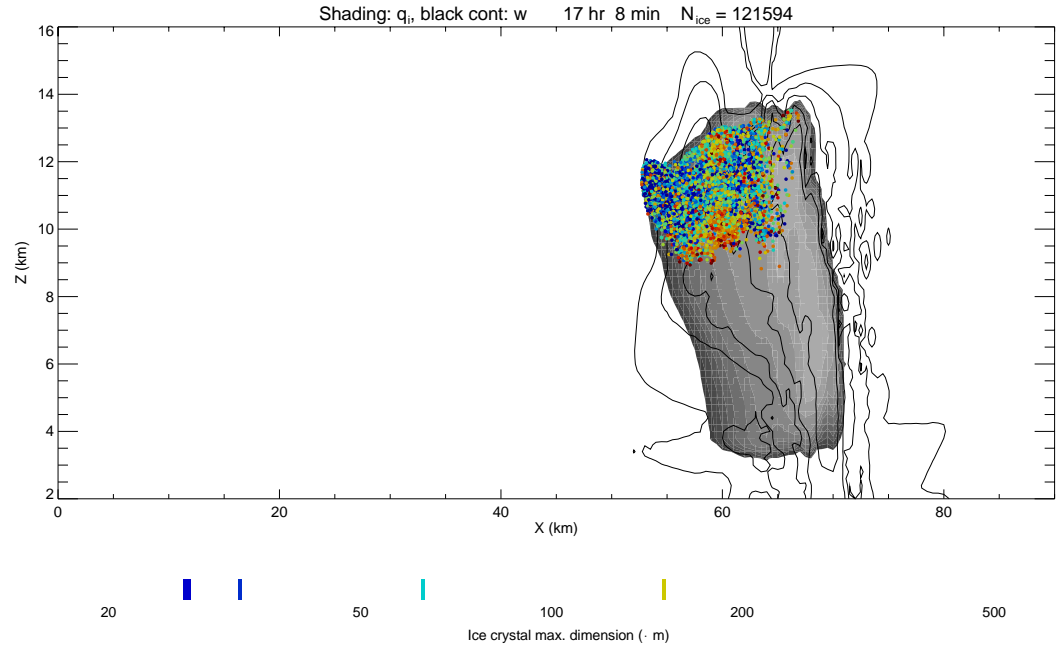 Shading: qᵢ, black cont: w 17 hr 8 min N_ice = 121594
16
14
12
10
8
6
4
2
Z (km)
0 20 40 60 80
X (km)
20 50 100 200 500
Ice crystal max. dimension (· m)